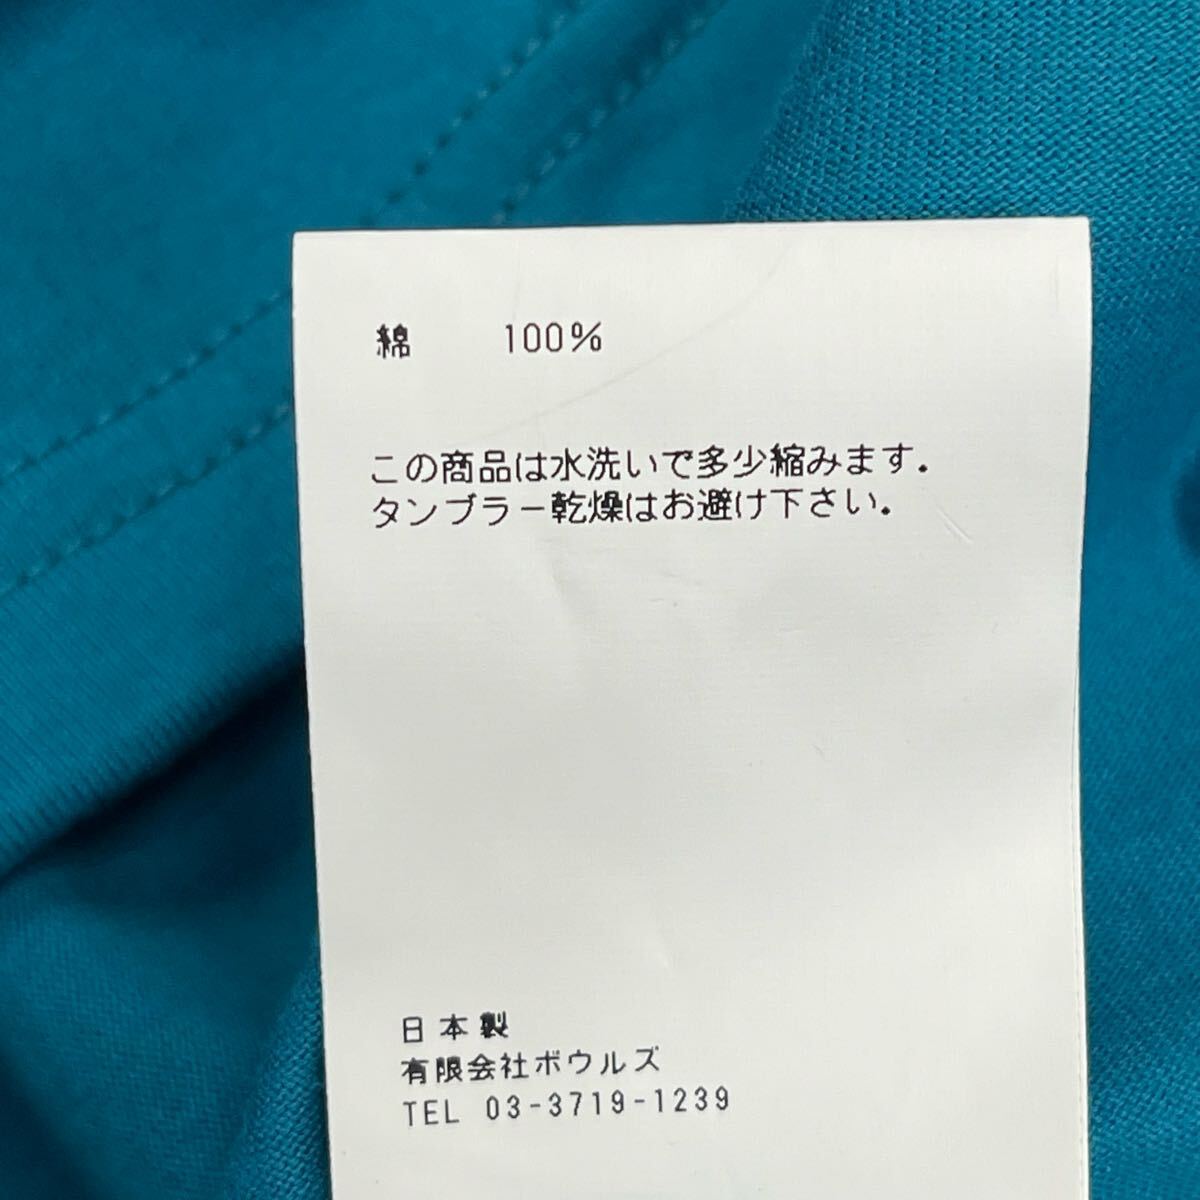 綿 100%
この商品は水洗いで多少縮みます.
タンブラー乾燥はお避け下さい.
日本製
有限会社ボウルズ
TEL 03-3719-1239